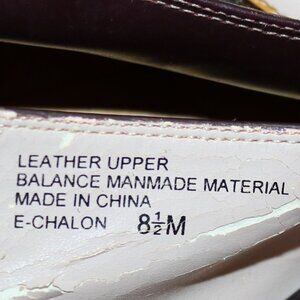 LEATHER UPPER
BALANCE MANMADE MATERIAL
MADE IN CHINA
E-CHALON 8½M